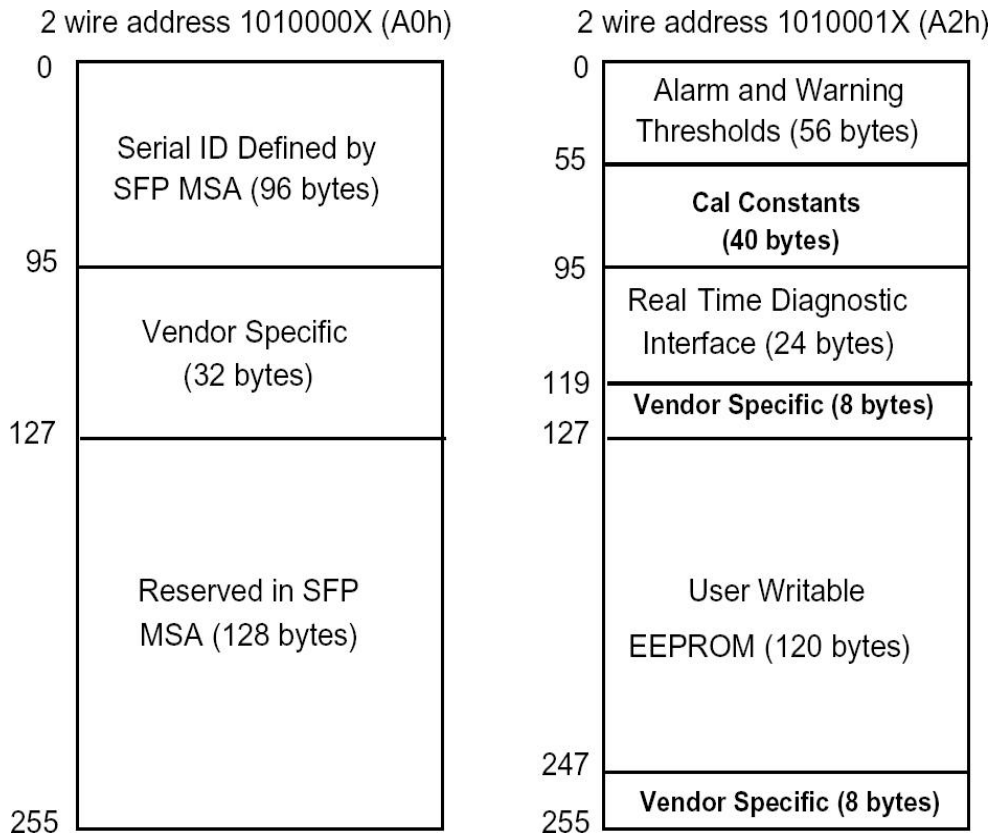 2 wire address 1010000X (A0h)
0
Serial ID Defined by
SFP MSA (96 bytes)
95
Vendor Specific
(32 bytes)
127
Reserved in SFP
MSA (128 bytes)
255
2 wire address 1010001X (A2h)
0
Alarm and Warning
Thresholds (56 bytes)
55
Cal Constants
(40 bytes)
95
Real Time Diagnostic
Interface (24 bytes)
119
Vendor Specific (8 bytes)
127
User Writable
EEPROM (120 bytes)
247
Vendor Specific (8 bytes)
255